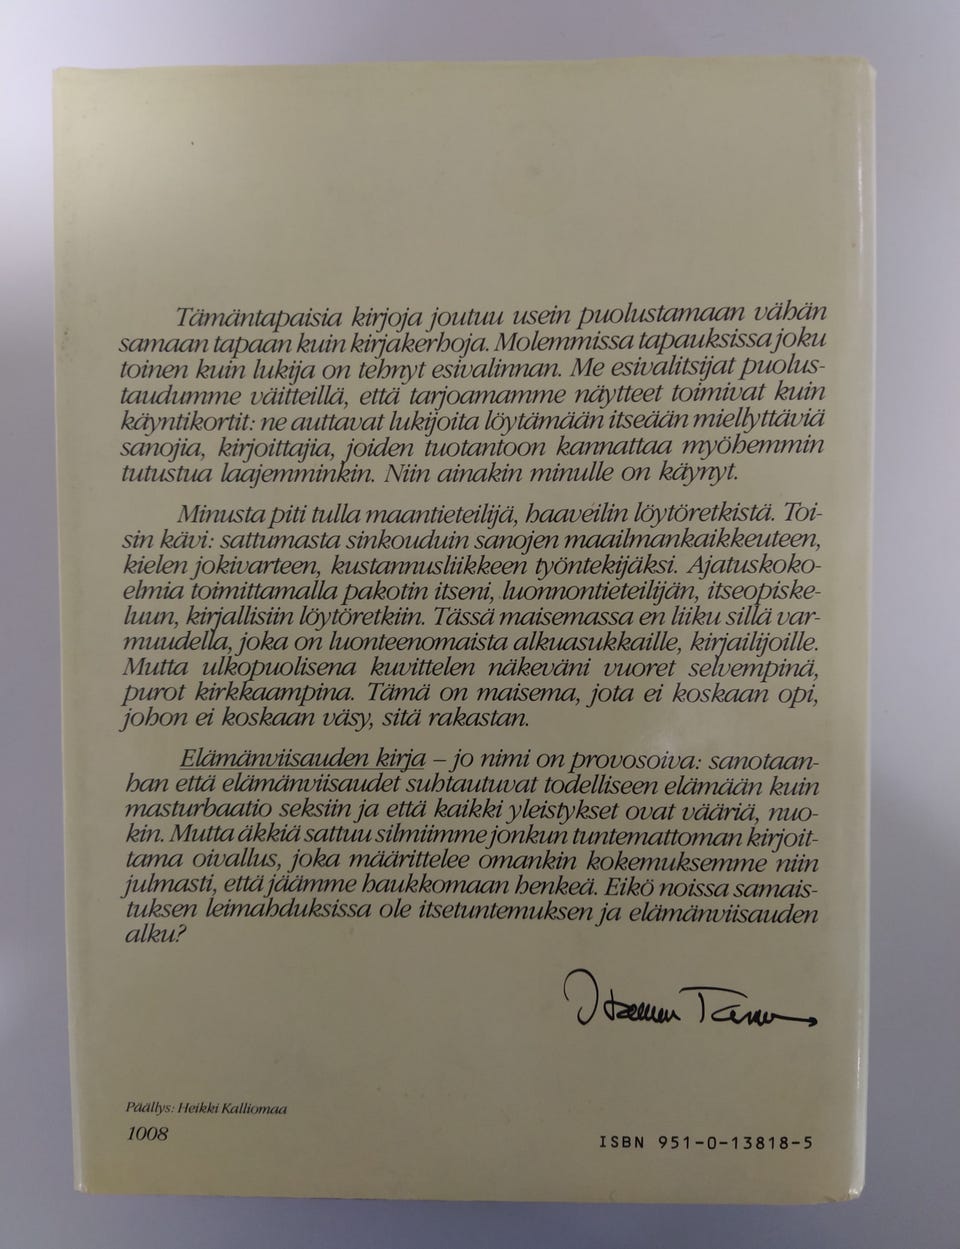 Tämäntapaisia kirjoja joutuu usein puolustamaan vähän
samaan tapaan kuin kirjakerhoja. Molemmissa tapauksissa joku
toinen kuin lukija on tehnyt esivalinnan. Me esivalitsijat puolus-
taudumme väitteillä, että tarjoamamme näytteet toimivat kuin
käyntikortit: ne auttavat lukijoita löytämään itseään miellyttäviä
sanojia, kirjoittajia, joiden tuotantoon kannattaa myöhemmin
tutustua laajemminkin. Niin ainakin minulle on käynyt.
Minusta piti tulla maantieteilijä, haaveilin löytöretkistä. Toi-
sin kävi: sattumasta sinkouduin sanojen maailmankaikkeuteen,
kielen jokivarteen, kustannusliikkeen työntekijäksi. Ajatuskoko-
elmia toimittamalla pakotin itseni, luonnontieteilijän, itseopiske-
luun, kirjallisiin löytöretkiin. Tässä maisemassa en liiku sillä var-
muudella, joka on luonteenomaista alkuasukkaille, kirjailijoille.
Mutta ulkopuolisena kuvittelen näkeväni vuoret selvempinä,
purot kirkkaampina. Tämä on maisema, jota ei koskaan opi,
johon ei koskaan väsy, sitä rakastan.
Elämänviisauden kirja – jo nimi on provosoiva: sanotaan-
han että elämänviisaudet suhtautuvat todelliseen elämään kuin
masturbaatio seksiin ja että kaikki yleistykset ovat vääriä, nuo-
kin. Mutta äkkiä sattuu silmiimme jonkun tuntemattoman kirjoit-
tama oivallus, joka määrittelee omankin kokemuksemme niin
julmasti, että jäämme haukkomaan henkeä. Eikö noissa samais-
tuksen leimahduksissa ole itsetuntemuksen ja elämänviisauden
alku?
Päällys: Heikki Kalliomaa
1008
ISBN 951-0-13818-5